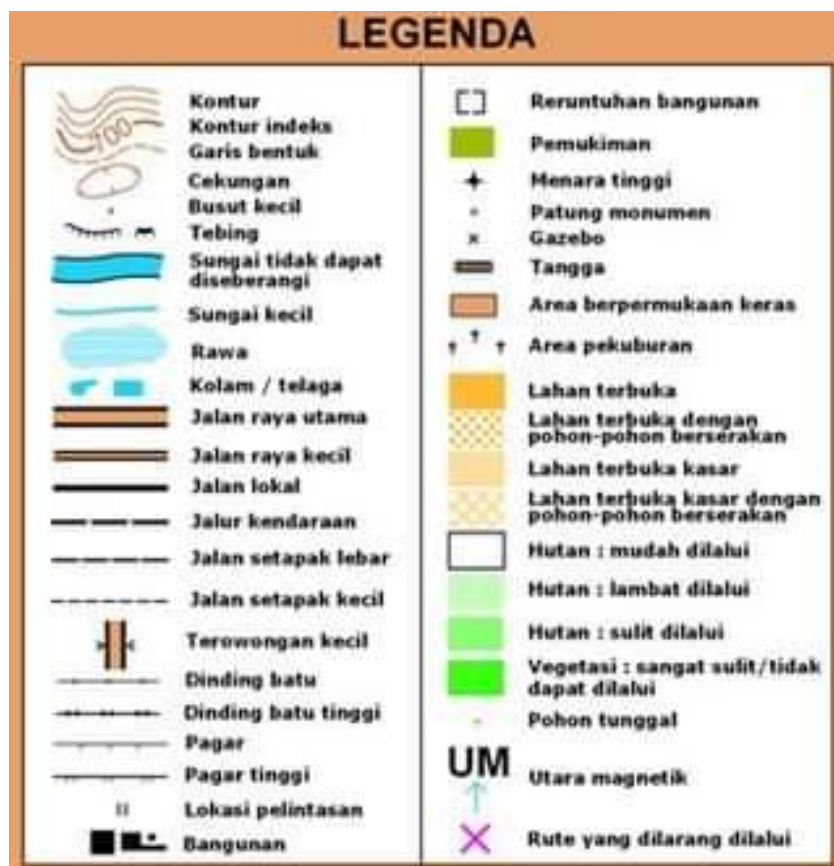 LEGENDA
Kontur
Kontur indeks
100
Garis bentuk
Cekungan
Busut kecil
Tebing
Sungai tidak dapat
diseberangi
Sungai kecil
Rawa
Kolam / telaga
Jalan raya utama
Jalan raya kecil
Jalan lokal
Jalur kendaraan
Jalan setapak lebar
Jalan setapak kecil
Terowongan kecil
Dinding batu
Dinding batu tinggi
Pagar
Pagar tinggi
Lokasi pelintasan
Bangunan
Reruntuhan bangunan
Pemukiman
Menara tinggi
Patung monumen
Gazebo
Tangga
Area berpermukaan keras
Area pekuburan
Lahan terbuka
Lahan terbuka dengan
pohon-pohon berserakan
Lahan terbuka kasar
Lahan terbuka kasar dengan
pohon-pohon berserakan
Hutan : mudah dilalui
Hutan : lambat dilalui
Hutan : sulit dilalui
Vegetasi : sangat sulit/tidak
dapat dilalui
Pohon tunggal
UM
Utara magnetik
Rute yang dilarang dilalui